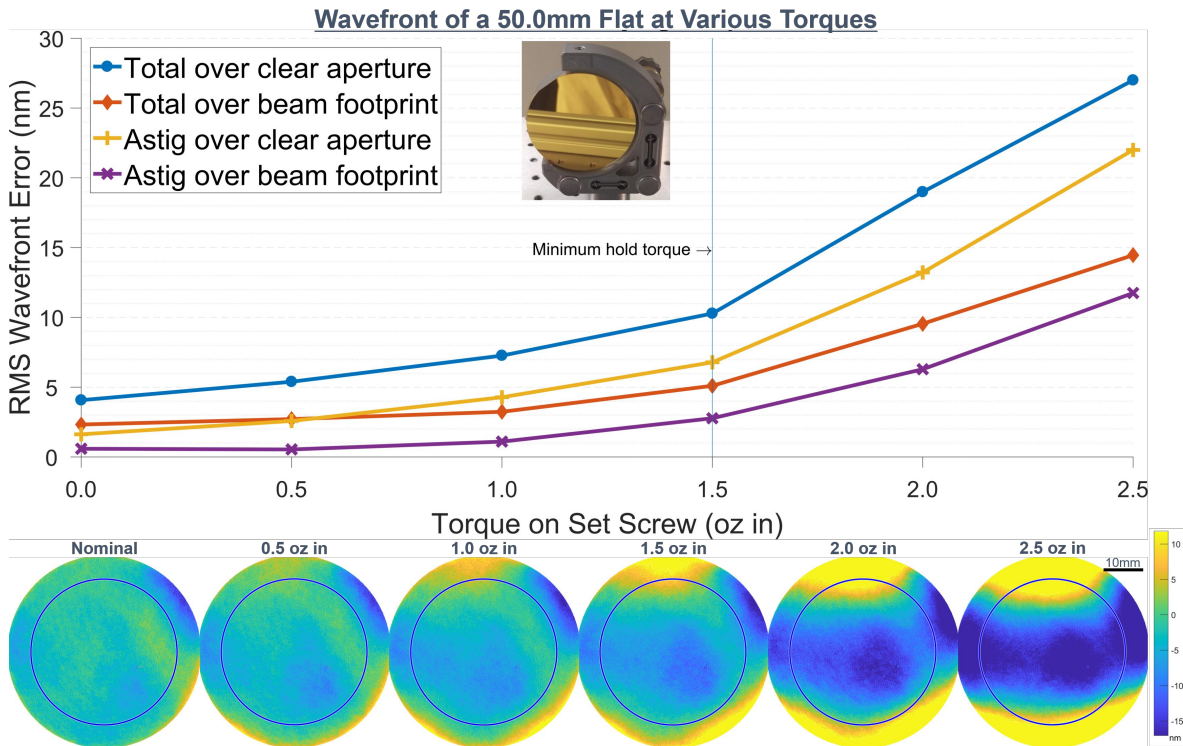 Wavefront of a 50.0mm Flat at Various Torques
30
25
20
15
10
5
0
RMS Wavefront Error (nm)
Total over clear aperture
Total over beam footprint
Astig over clear aperture
Astig over beam footprint
Minimum hold torque →
0.0 0.5 1.0 1.5 2.0 2.5
Torque on Set Screw (oz in)
Nominal 0.5 oz in 1.0 oz in 1.5 oz in 2.0 oz in 2.5 oz in
10mm
10
5
0
-5
-10
-15
nm